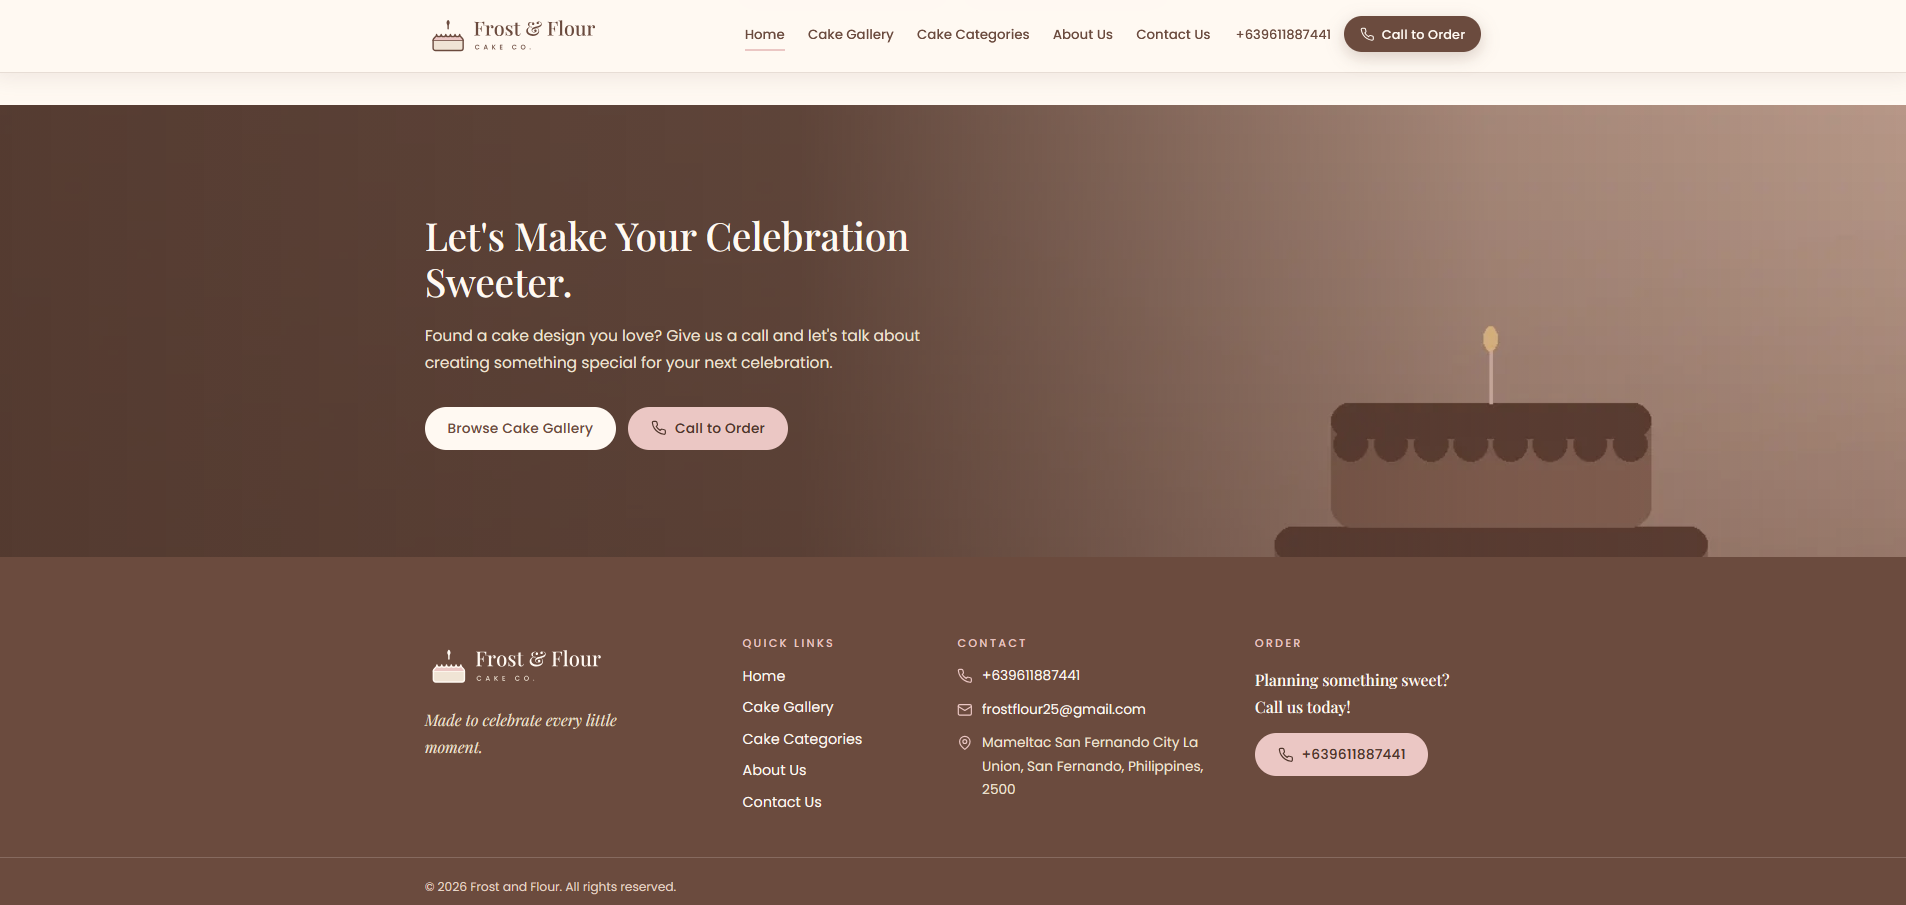 Frost & Flour
CAKE CO.
Home
Cake Gallery
Cake Categories
About Us
Contact Us
+639611887441
Call to Order
Let's Make Your Celebration
Sweeter.
Found a cake design you love? Give us a call and let's talk about
creating something special for your next celebration.
Browse Cake Gallery
Call to Order
Frost & Flour
CAKE CO.
Made to celebrate every little
moment.
QUICK LINKS
Home
Cake Gallery
Cake Categories
About Us
Contact Us
CONTACT
+639611887441
frostflour25@gmail.com
Mameltac San Fernando City La
Union, San Fernando, Philippines,
2500
ORDER
Planning something sweet?
Call us today!
+639611887441
© 2026 Frost and Flour. All rights reserved.